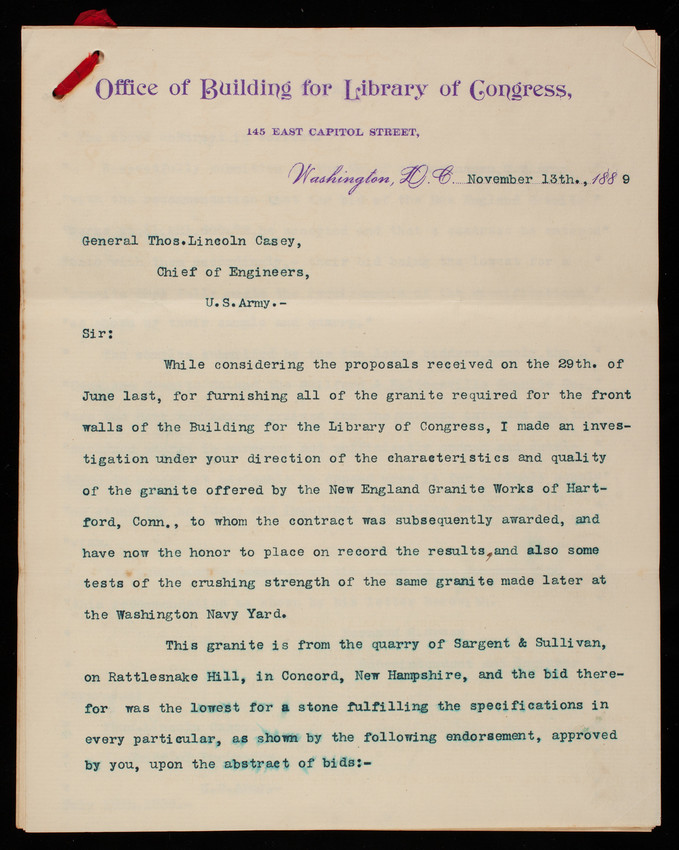 Office of Building for Library of Congress,
145 EAST CAPITOL STREET,
Washington, D.C. November 13th., 1889
General Thos.Lincoln Casey,
Chief of Engineers,
U.S.Army.-
Sir:
While considering the proposals received on the 29th. of
June last, for furnishing all of the granite required for the front
walls of the Building for the Library of Congress, I made an inves-
tigation under your direction of the characteristics and quality
of the granite offered by the New England Granite Works of Hart-
ford, Conn., to whom the contract was subsequently awarded, and
have now the honor to place on record the results,and also some
tests of the crushing strength of the same granite made later at
the Washington Navy Yard.
This granite is from the quarry of Sargent & Sullivan,
on Rattlesnake Hill, in Concord, New Hampshire, and the bid there-
for was the lowest for a stone fulfilling the specifications in
every particular, as shown by the following endorsement, approved
by you, upon the abstract of bids:-